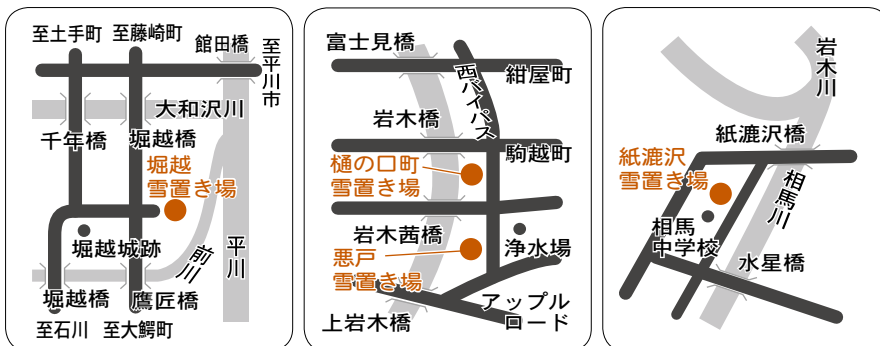 至土手町
至藤崎町
館田橋
至平川市
大和沢川
千年橋
堀越橋
堀越
雪置き場
堀越城跡
前川
平川
堀越橋
鷹匠橋
至石川
至大鰐町
富士見橋
西バイパス
紺屋町
岩木橋
駒越町
樋の口町
雪置き場
岩木茜橋
浄水場
悪戸
雪置き場
アップル
ロード
上岩木橋
岩木川
紙漉沢橋
紙漉沢
雪置き場
相馬川
相馬
中学校
水星橋